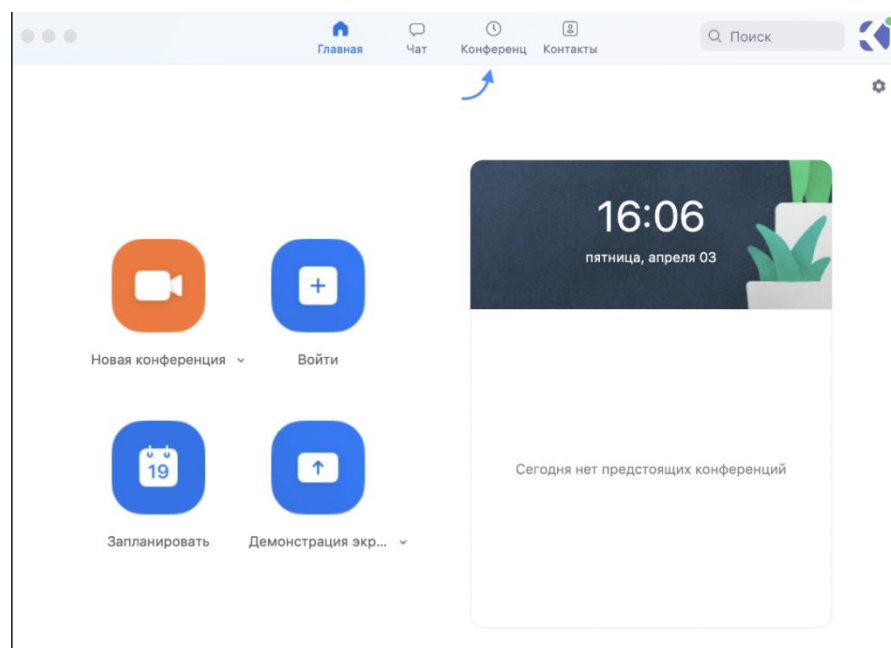 Главная
Чат
Конференц
Контакты
Поиск
16:06
пятница, апреля 03
Новая конференция
Войти
19
Запланировать
Демонстрация экр...
Сегодня нет предстоящих конференций